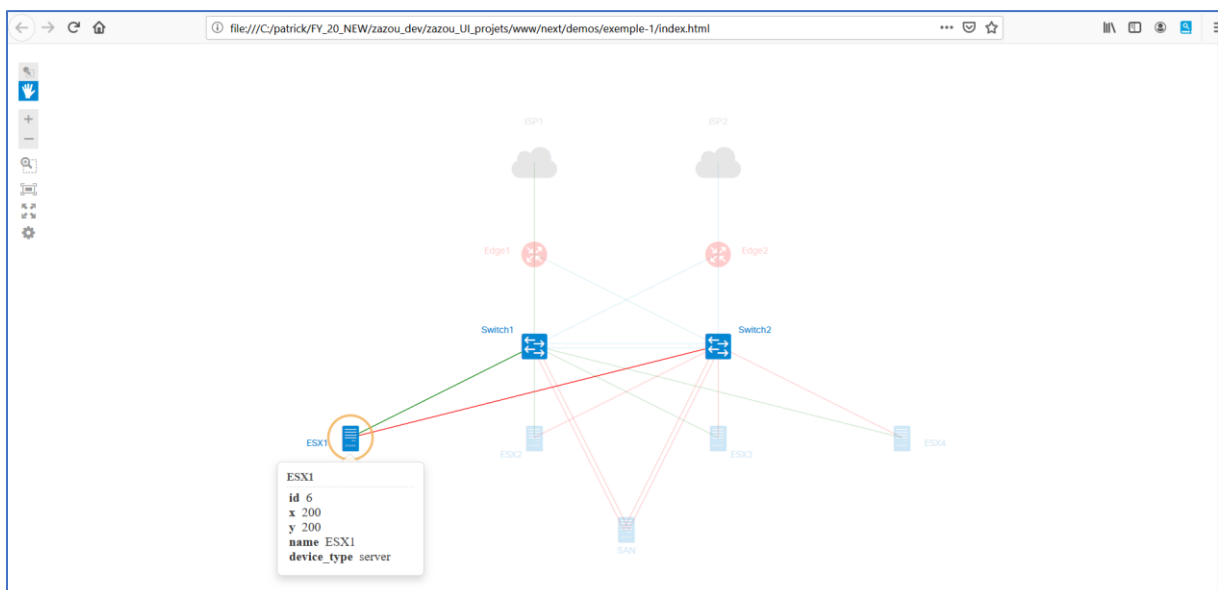 file:///C:/patrick/FY_20_NEW/zazou_dev/zazou_UI_projets/www/next/demos/exemple-1/index.html
ISP1 ISP2
Edge1 Edge2
Switch1 Switch2
ESX1 ESX2 ESX3 ESX4
ESX1
id 6
x 200
y 200
name ESX1
device_type server
SAN